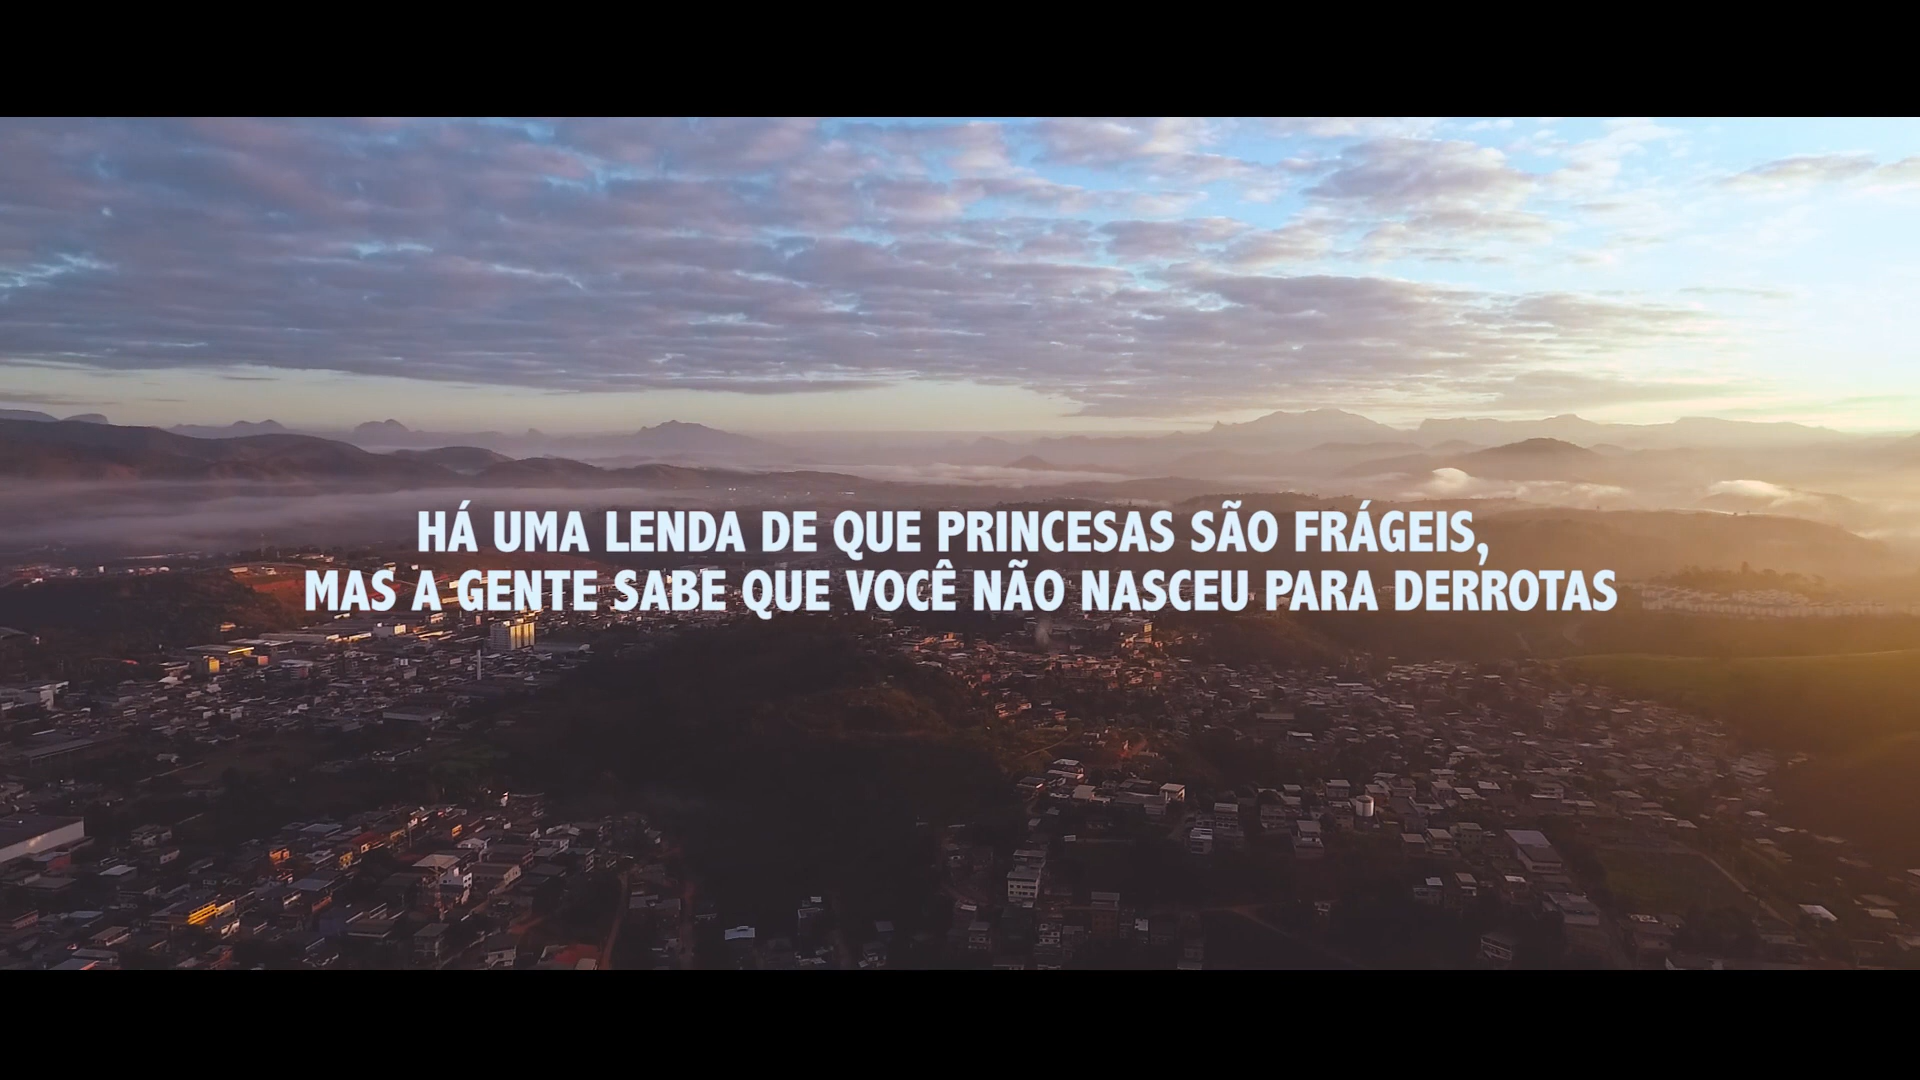 HÁ UMA LENDA DE QUE PRINCESAS SÃO FRÁGEIS,
MAS A GENTE SABE QUE VOCÊ NÃO NASCEU PARA DERROTAS